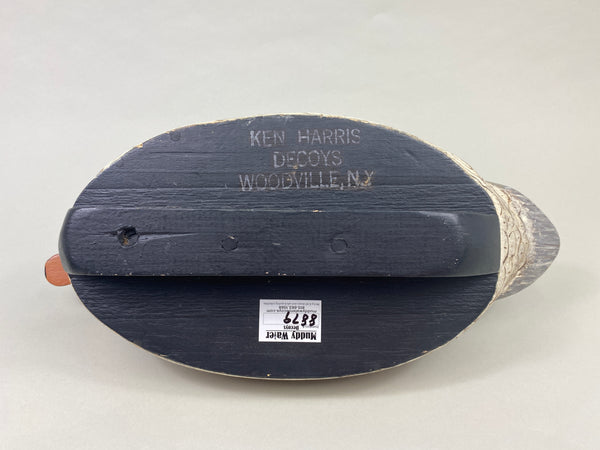 KEN HARRIS
DECOYS
WOODVILLE, N.Y.
Muddy Water
Decoys
8879